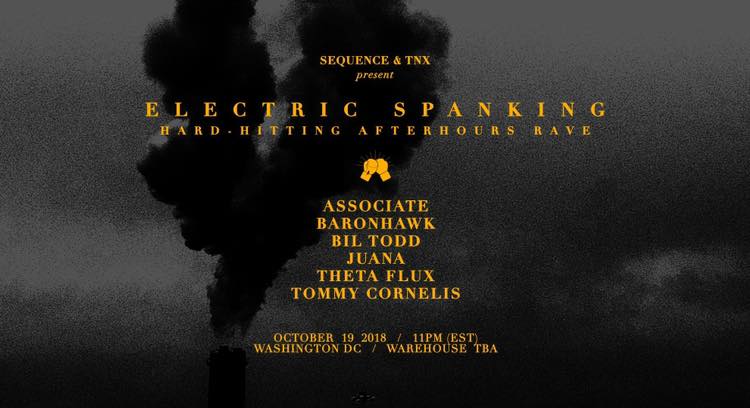 SEQUENCE & TNX
present
ELECTRIC SPANKING
HARD-HITTING AFTERHOURS RAVE
ASSOCIATE
BARONHAWK
BIL TODD
JUANA
THETA FLUX
TOMMY CORNELIS
OCTOBER 19 2018 / 11PM (EST)
WASHINGTON DC / WAREHOUSE TBA